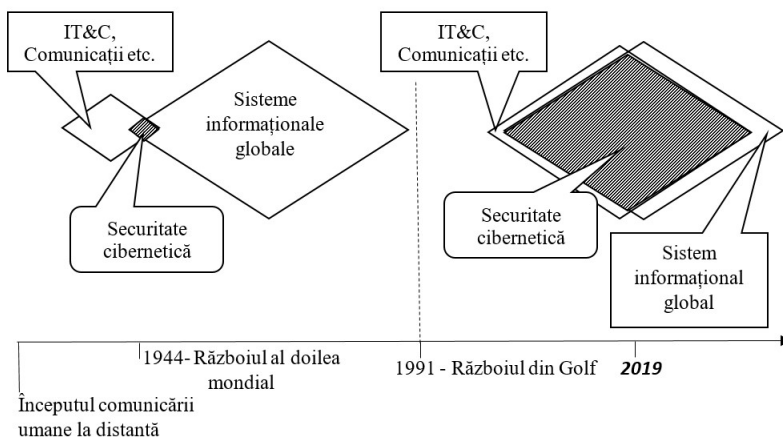 IT&C,
Comunicații etc.
Sisteme
informaționale
globale
Securitate
cibernetică
IT&C,
Comunicații etc.
Securitate
cibernetică
Sistem
informațional
global
1944- Războiul al doilea
mondial
1991 - Războiul din Golf
2019
Începutul comunicării
umane la distantă